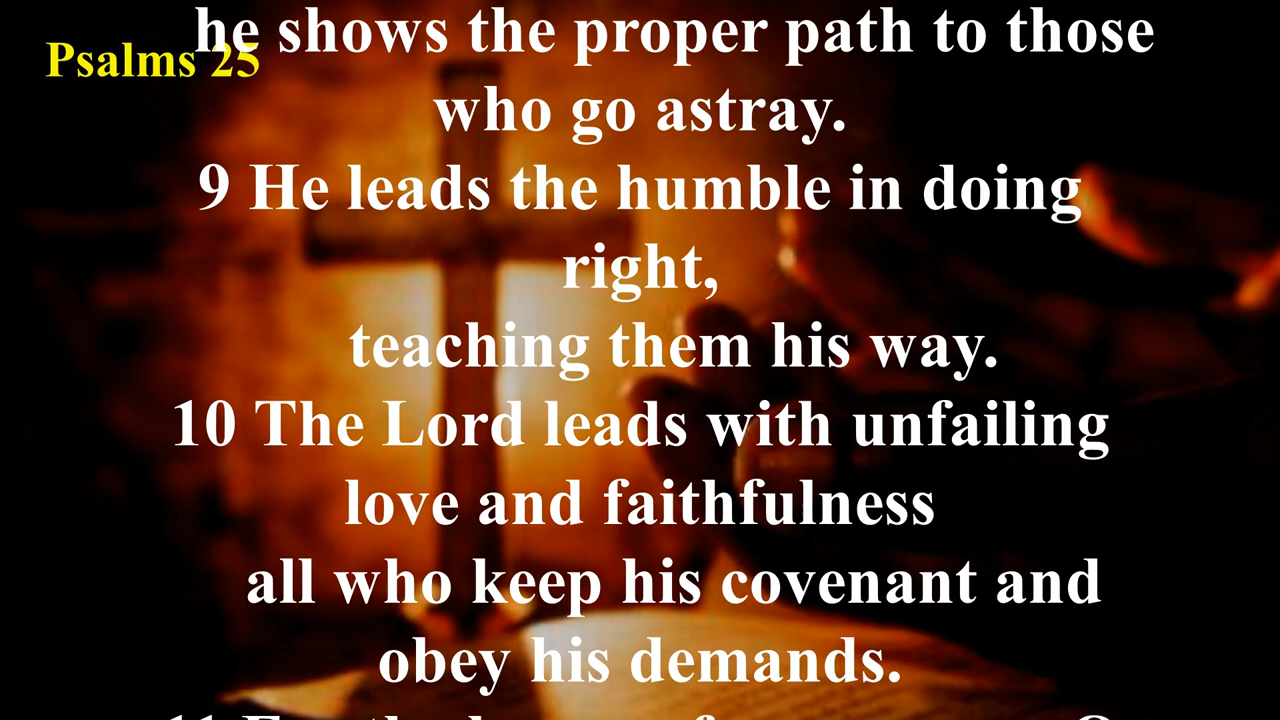 he shows the proper path to those
Psalms 25
who go astray.
9 He leads the humble in doing
right,
teaching them his way.
10 The Lord leads with unfailing
love and faithfulness
all who keep his covenant and
obey his demands.